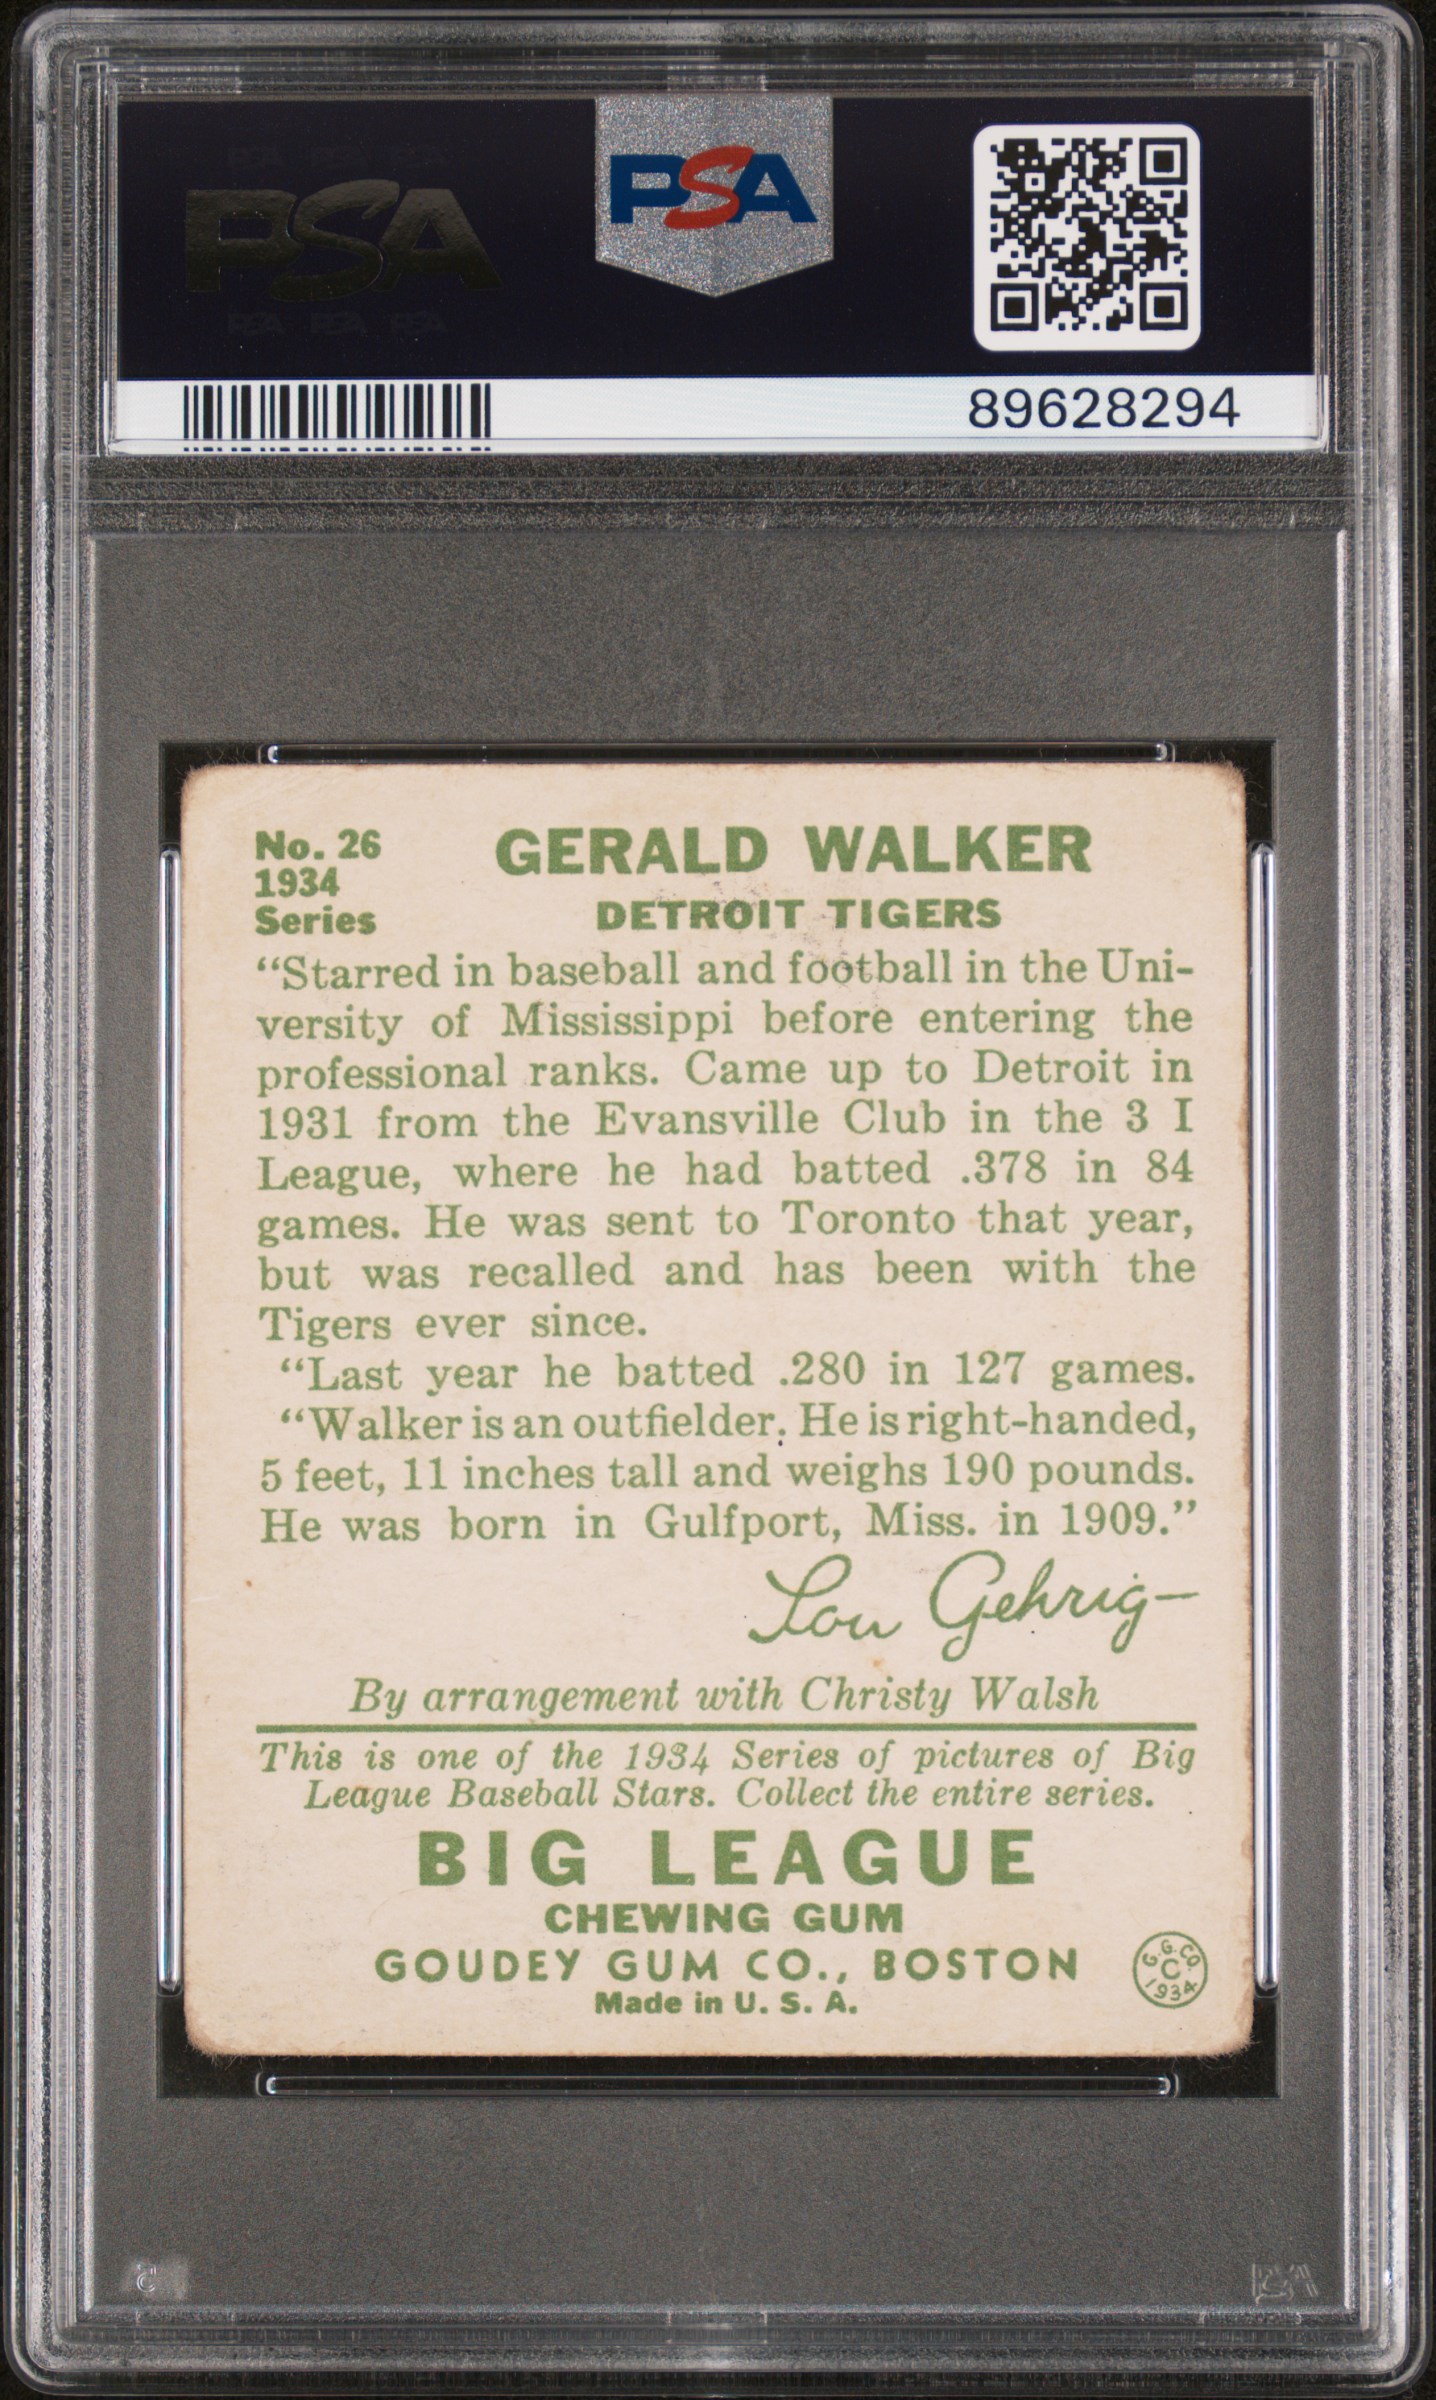 PSA
PSA
89628294
No. 26
1934
Series
GERALD WALKER
DETROIT TIGERS
“Starred in baseball and football in the Uni-
versity of Mississippi before entering the
professional ranks. Came up to Detroit in
1931 from the Evansville Club in the 3 I
League, where he had batted .378 in 84
games. He was sent to Toronto that year,
but was recalled and has been with the
Tigers ever since.
“Last year he batted .280 in 127 games.
“Walker is an outfielder. He is right-handed,
5 feet, 11 inches tall and weighs 190 pounds.
He was born in Gulfport, Miss. in 1909.”
Lou Gehrig
By arrangement with Christy Walsh
This is one of the 1934 Series of pictures of Big
League Baseball Stars. Collect the entire series.
BIG LEAGUE
CHEWING GUM
GOUDEY GUM CO., BOSTON
Made in U. S. A.
G. G. CO.
C
1934